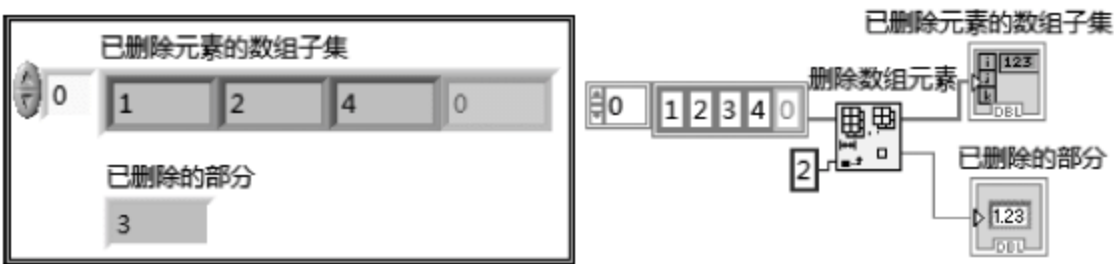 已删除元素的数组子集
0 1 2 4 0
已删除的部分
3
已删除元素的数组子集
删除数组元素
i 123
j
k
DBL
0 1 2 3 4 0
2
已删除的部分
1.23
DBL